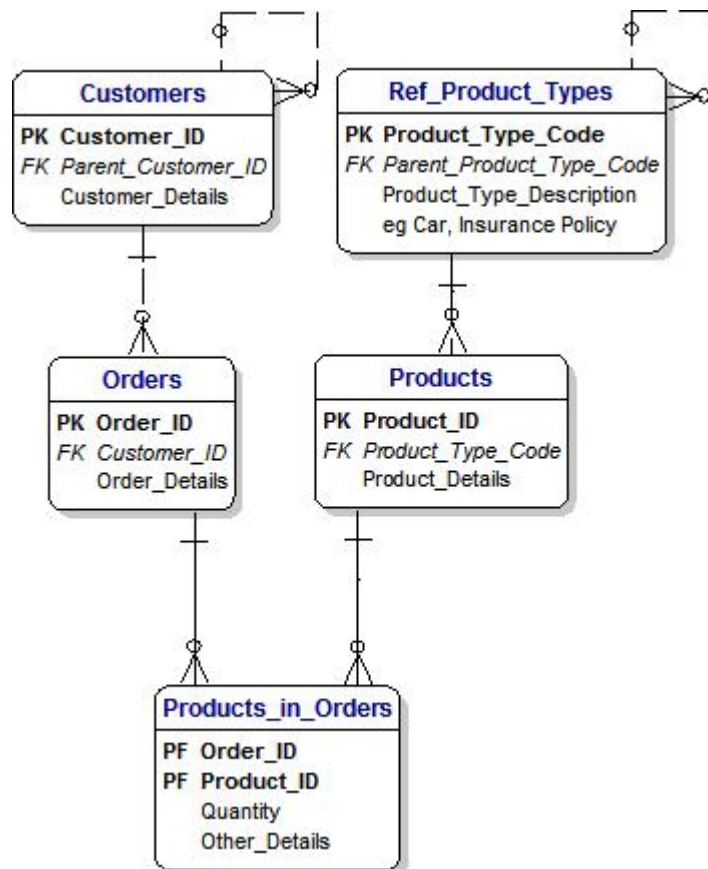 Customers
PK Customer_ID
FK Parent_Customer_ID
Customer_Details
Ref_Product_Types
PK Product_Type_Code
FK Parent_Product_Type_Code
Product_Type_Description
eg Car, Insurance Policy
Orders
PK Order_ID
FK Customer_ID
Order_Details
Products
PK Product_ID
FK Product_Type_Code
Product_Details
Products_in_Orders
PF Order_ID
PF Product_ID
Quantity
Other_Details